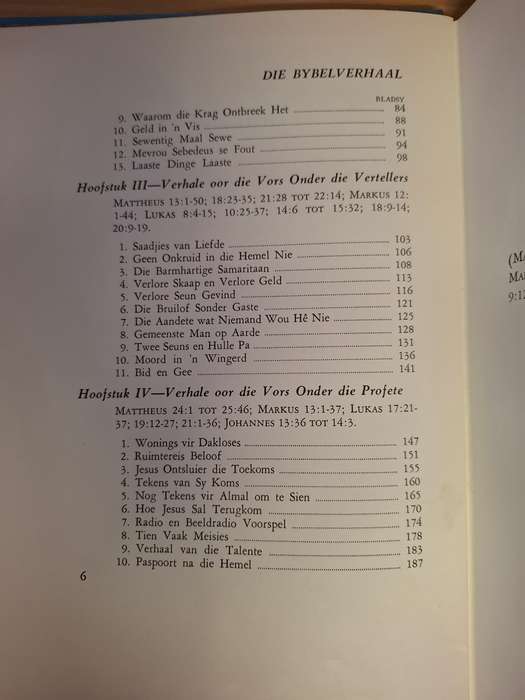 DIE BYBELVERHAAL
BLADSY
9. Waarom die Krag Ontbreek Het 84
10. Geld in 'n Vis 88
11. Sewentig Maal Sewe 91
12. Mevrou Sebedeus se Fout 94
13. Laaste Dinge Laaste 98
Hoofstuk III—Verhale oor die Vors Onder die Vertellers
MATTHEUS 13:1-50; 18:23-35; 21:28 TOT 22:14; MARKUS 12:
1-44; LUKAS 8:4-15; 10:25-37; 14:6 TOT 15:32; 18:9-14;
20:9-19.
1. Saadjies van Liefde 103
2. Geen Onkruid in die Hemel Nie 106
3. Die Barmhartige Samaritaan 108
4. Verlore Skaap en Verlore Geld 113
5. Verlore Seun Gevind 116
6. Die Bruilof Sonder Gaste 121
7. Die Aandete wat Niemand Wou Hê Nie 125
8. Gemeenste Man op Aarde 128
9. Twee Seuns en Hulle Pa 131
10. Moord in 'n Wingerd 136
11. Bid en Gee 141
Hoofstuk IV—Verhale oor die Vors Onder die Profete
MATTHEUS 24:1 TOT 25:46; MARKUS 13:1-37; LUKAS 17:21-
37; 19:12-27; 21:1-36; JOHANNES 13:36 TOT 14:3.
1. Wonings vir Dakloses 147
2. Ruimtereis Beloof 151
3. Jesus Ontsluier die Toekoms 155
4. Tekens van Sy Koms 160
5. Nog Tekens vir Almal om te Sien 165
6. Hoe Jesus Sal Terugkom 170
7. Radio en Beeldradio Voorspel 174
8. Tien Vaak Meisies 178
9. Verhaal van die Talente 183
10. Paspoort na die Hemel 187
6